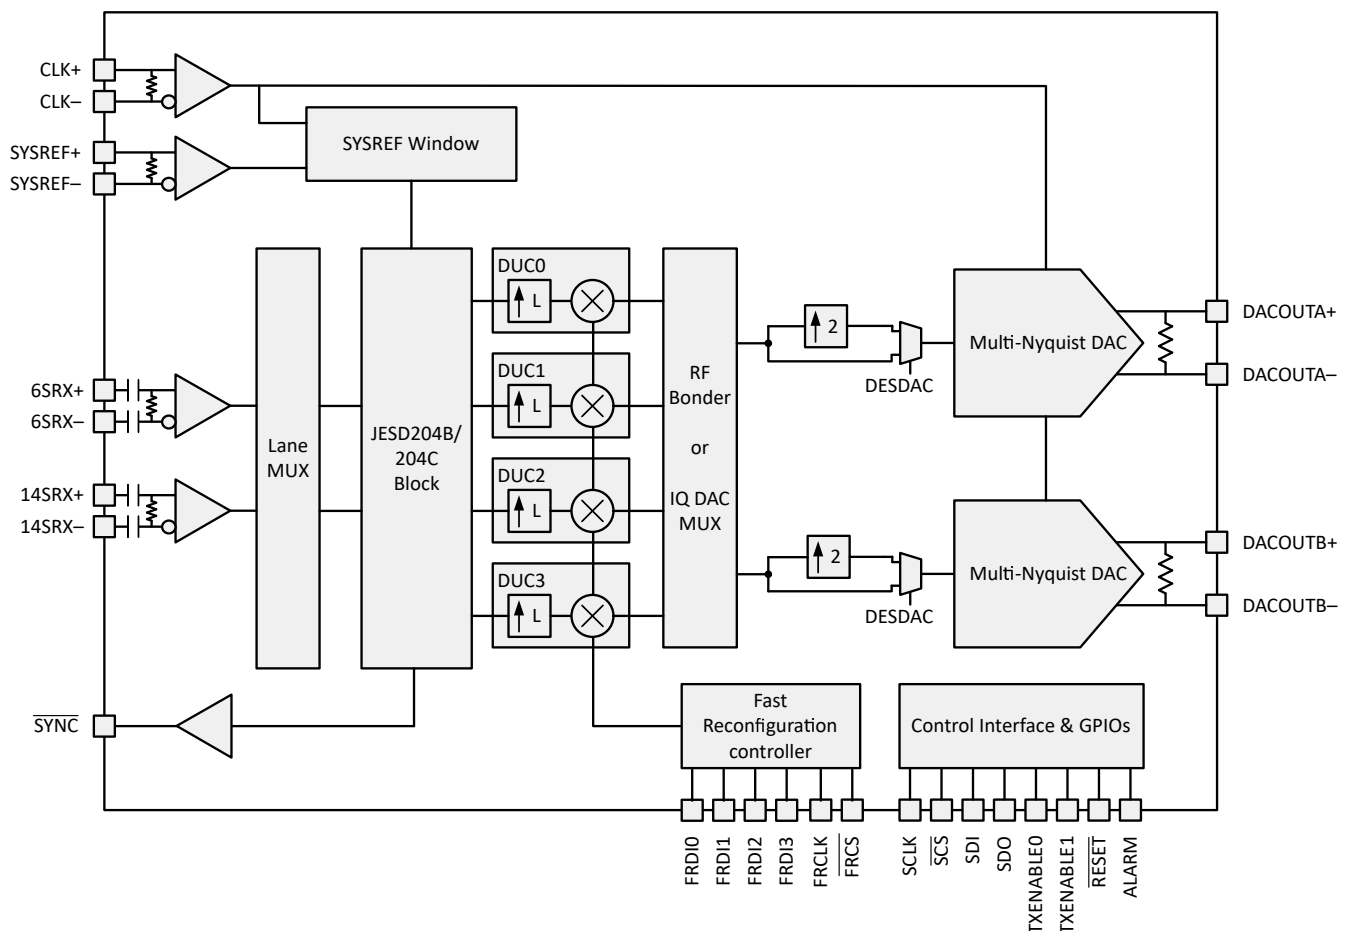 CLK+
CLK–
SYSREF+
SYSREF–
SYSREF Window
6SRX+
6SRX–
14SRX+
14SRX–
SYNC
Lane
MUX
JESD204B/
204C
Block
DUC0
L
DUC1
L
DUC2
L
DUC3
L
RF
Bonder
or
IQ DAC
MUX
2
DESDAC
Multi-Nyquist DAC
DACOUTA+
DACOUTA–
2
DESDAC
Multi-Nyquist DAC
DACOUTB+
DACOUTB–
Fast
Reconfiguration
controller
Control Interface & GPIOs
FRDI0
FRDI1
FRDI2
FRDI3
FRCLK
FRCS
SCLK
SCS
SDI
SDO
TXENABLE0
TXENABLE1
RESET
ALARM